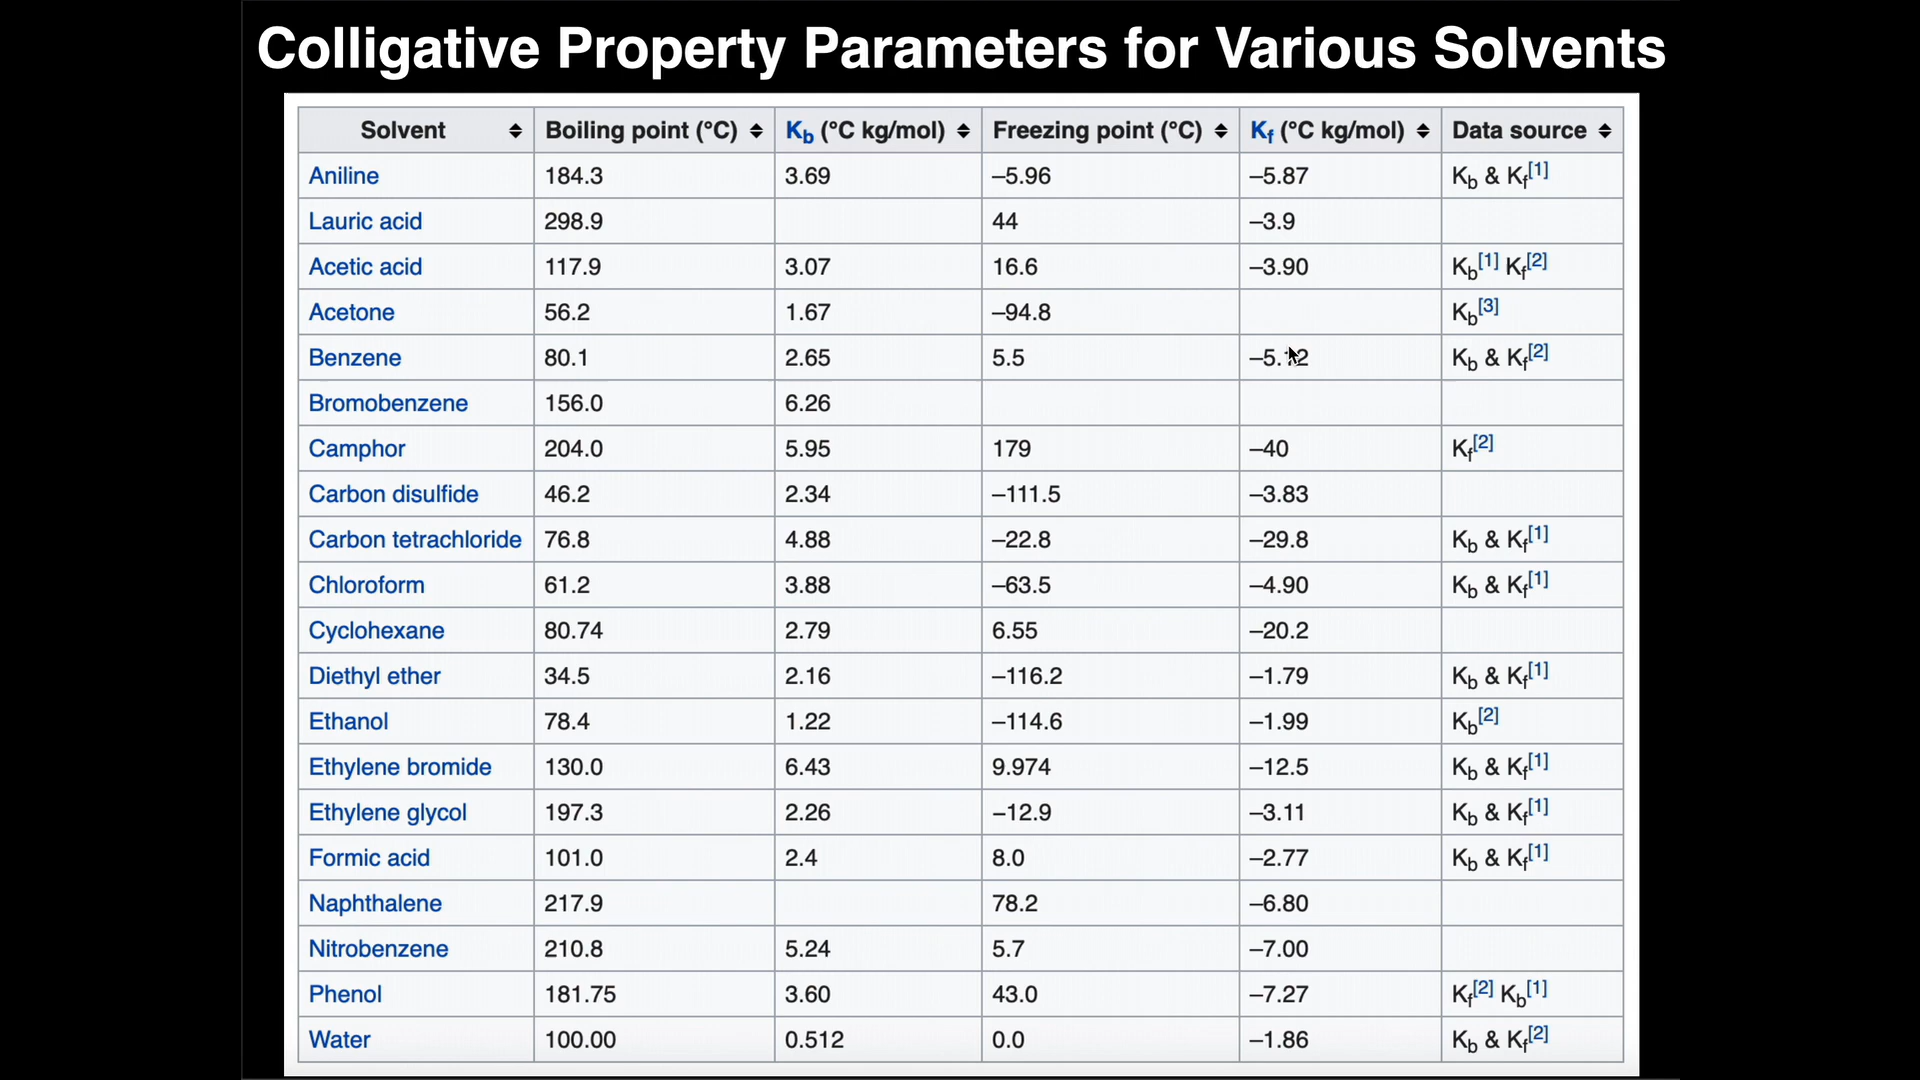 Colligative Property Parameters for Various Solvents
Solvent Boiling point (°C) Kb (°C kg/mol) Freezing point (°C) Kf (°C kg/mol) Data source
Aniline 184.3 3.69 –5.96 –5.87 Kb & Kf[1]
Lauric acid 298.9 44 –3.9
Acetic acid 117.9 3.07 16.6 –3.90 Kb[1] Kf[2]
Acetone 56.2 1.67 –94.8 Kb[3]
Benzene 80.1 2.65 5.5 Kb & Kf[2]
Bromobenzene 156.0 6.26
Camphor 204.0 5.95 179 –40 Kf[2]
Carbon disulfide 46.2 2.34 –111.5 –3.83
Carbon tetrachloride 76.8 4.88 –22.8 –29.8 Kb & Kf[1]
Chloroform 61.2 3.88 –63.5 –4.90 Kb & Kf[1]
Cyclohexane 80.74 2.79 6.55 –20.2
Diethyl ether 34.5 2.16 –116.2 –1.79 Kb & Kf[1]
Ethanol 78.4 1.22 –114.6 –1.99 Kb[2]
Ethylene bromide 130.0 6.43 9.974 –12.5 Kb & Kf[1]
Ethylene glycol 197.3 2.26 −12.9 –3.11 Kb & Kf[1]
Formic acid 101.0 2.4 8.0 –2.77 Kb & Kf[1]
Naphthalene 217.9 78.2 –6.80
Nitrobenzene 210.8 5.24 5.7 –7.00
Phenol 181.75 3.60 43.0 –7.27 Kf[2] Kb[1]
Water 100.00 0.512 0.0 –1.86 Kb & Kf[2]